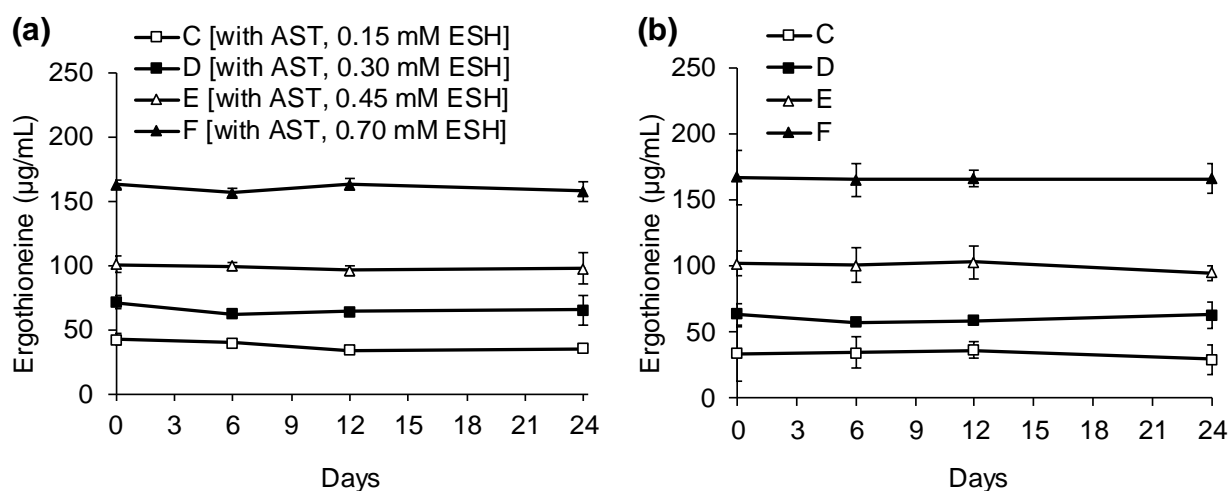 (a)
C [with AST, 0.15 mM ESH]
D [with AST, 0.30 mM ESH]
E [with AST, 0.45 mM ESH]
F [with AST, 0.70 mM ESH]
Ergothioneine (µg/mL)
250
200
150
100
50
0
0 3 6 9 12 15 18 21 24
Days
(b)
C
D
E
F
Ergothioneine (µg/mL)
250
200
150
100
50
0
0 3 6 9 12 15 18 21 24
Days